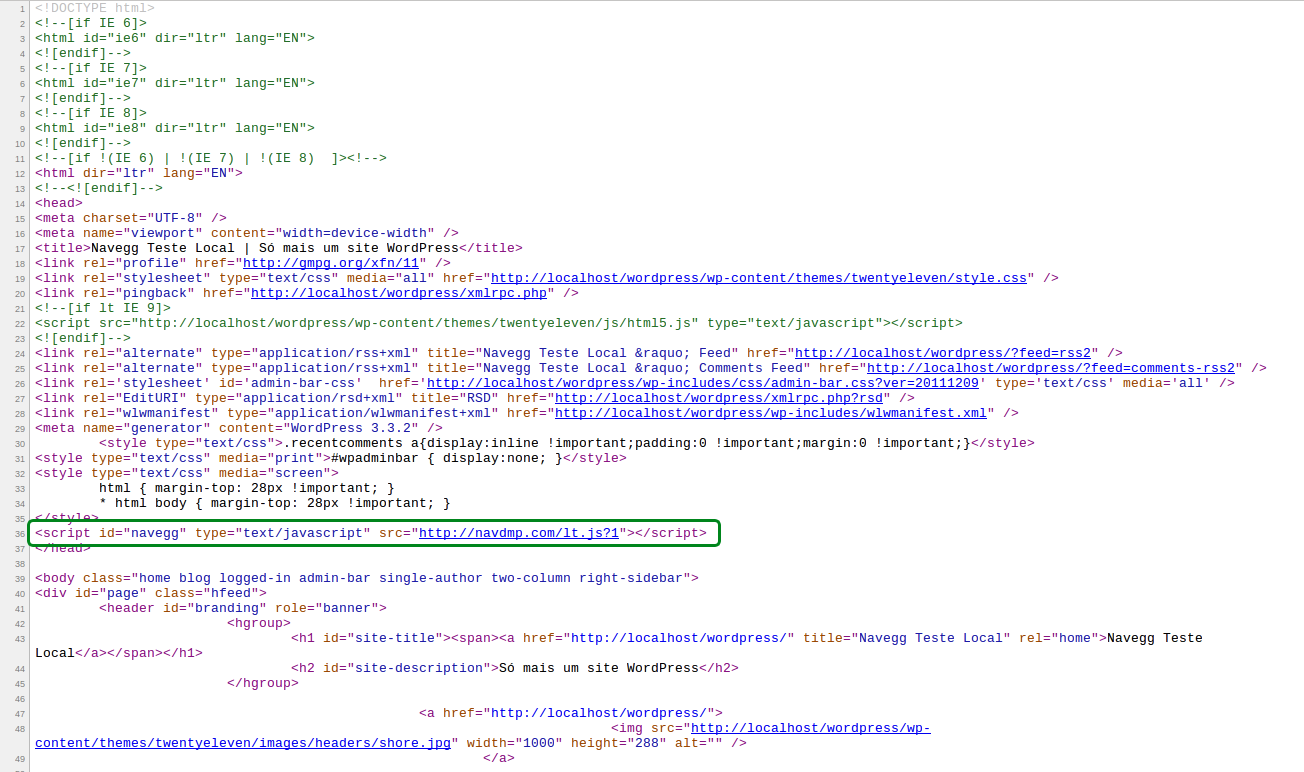 1 <!DOCTYPE html>
2 <!--[if IE 6]>
3 <html id="ie6" dir="ltr" lang="EN">
4 <![endif]-->
5 <!--[if IE 7]>
6 <html id="ie7" dir="ltr" lang="EN">
7 <![endif]-->
8 <!--[if IE 8]>
9 <html id="ie8" dir="ltr" lang="EN">
10 <![endif]-->
11 <!--[if !(IE 6) | !(IE 7) | !(IE 8)  ]><!-->
12 <html dir="ltr" lang="EN">
13 <!--<![endif]-->
14 <head>
15 <meta charset="UTF-8" />
16 <meta name="viewport" content="width=device-width" />
17 <title>Navegg Teste Local | Só mais um site WordPress</title>
18 <link rel="profile" href="http://gmpg.org/xfn/11" />
19 <link rel="stylesheet" type="text/css" media="all" href="http://localhost/wordpress/wp-content/themes/twentyeleven/style.css" />
20 <link rel="pingback" href="http://localhost/wordpress/xmlrpc.php" />
21 <!--[if lt IE 9]>
22 <script src="http://localhost/wordpress/wp-content/themes/twentyeleven/js/html5.js" type="text/javascript"></script>
23 <![endif]-->
24 <link rel="alternate" type="application/rss+xml" title="Navegg Teste Local &raquo; Feed" href="http://localhost/wordpress/?feed=rss2" />
25 <link rel="alternate" type="application/rss+xml" title="Navegg Teste Local &raquo; Comments Feed" href="http://localhost/wordpress/?feed=comments-rss2" />
26 <link rel='stylesheet' id='admin-bar-css'  href='http://localhost/wordpress/wp-includes/css/admin-bar.css?ver=20111209' type='text/css' media='all' />
27 <link rel="EditURI" type="application/rsd+xml" title="RSD" href="http://localhost/wordpress/xmlrpc.php?rsd" />
28 <link rel="wlwmanifest" type="application/wlwmanifest+xml" href="http://localhost/wordpress/wp-includes/wlwmanifest.xml" />
29 <meta name="generator" content="WordPress 3.3.2" />
30 <style type="text/css">.recentcomments a{display:inline !important;padding:0 !important;margin:0 !important;}</style>
31 <style type="text/css" media="print">#wpadminbar { display:none; }</style>
32 <style type="text/css" media="screen">
33 html { margin-top: 28px !important; }
34 * html body { margin-top: 28px !important; }
35 </style>
36 <script id="navegg" type="text/javascript" src="http://navdmp.com/lt.js?1"></script>
37 </head>
38
39 <body class="home blog logged-in admin-bar single-author two-column right-sidebar">
40 <div id="page" class="hfeed">
41 <header id="branding" role="banner">
42 <hgroup>
43 <h1 id="site-title"><span><a href="http://localhost/wordpress/" title="Navegg Teste Local" rel="home">Navegg Teste
Local</a></span></h1>
44 <h2 id="site-description">Só mais um site WordPress</h2>
45 </hgroup>
46
47 <a href="http://localhost/wordpress/">
48 <img src="http://localhost/wordpress/wp-
content/themes/twentyeleven/images/headers/shore.jpg" width="1000" height="288" alt="" />
49 </a>